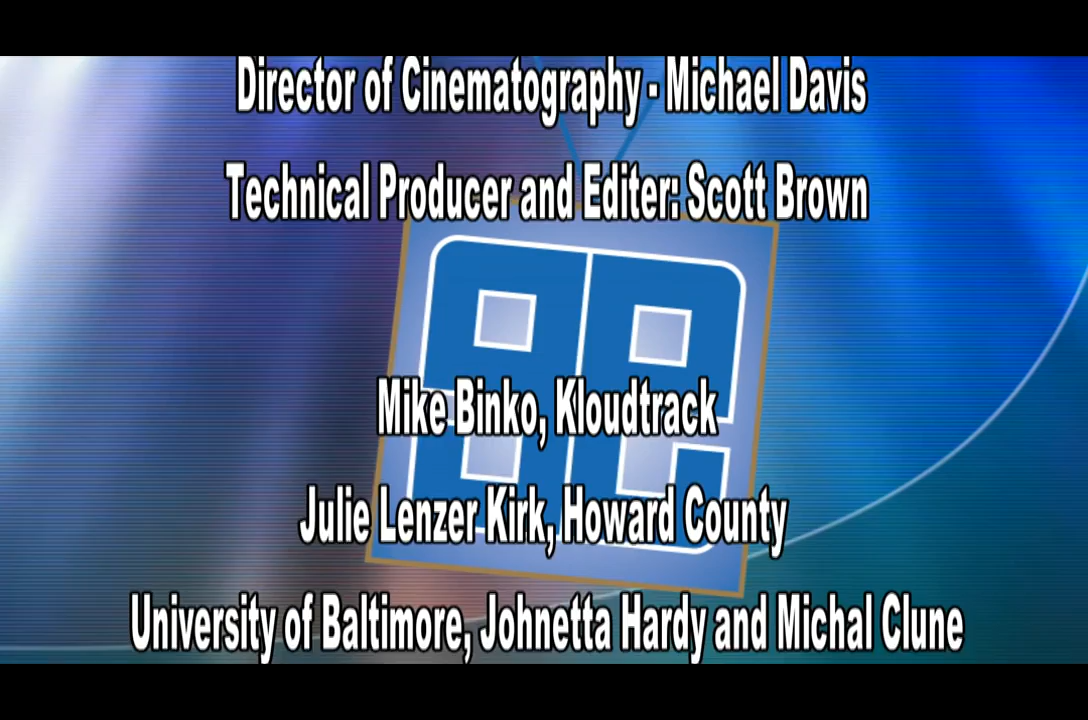 Director of Cinematography - Michael Davis
Technical Producer and Editer: Scott Brown
Mike Binko, Kloudtrack
Julie Lenzer Kirk, Howard County
University of Baltimore, Johnetta Hardy and Michal Clune